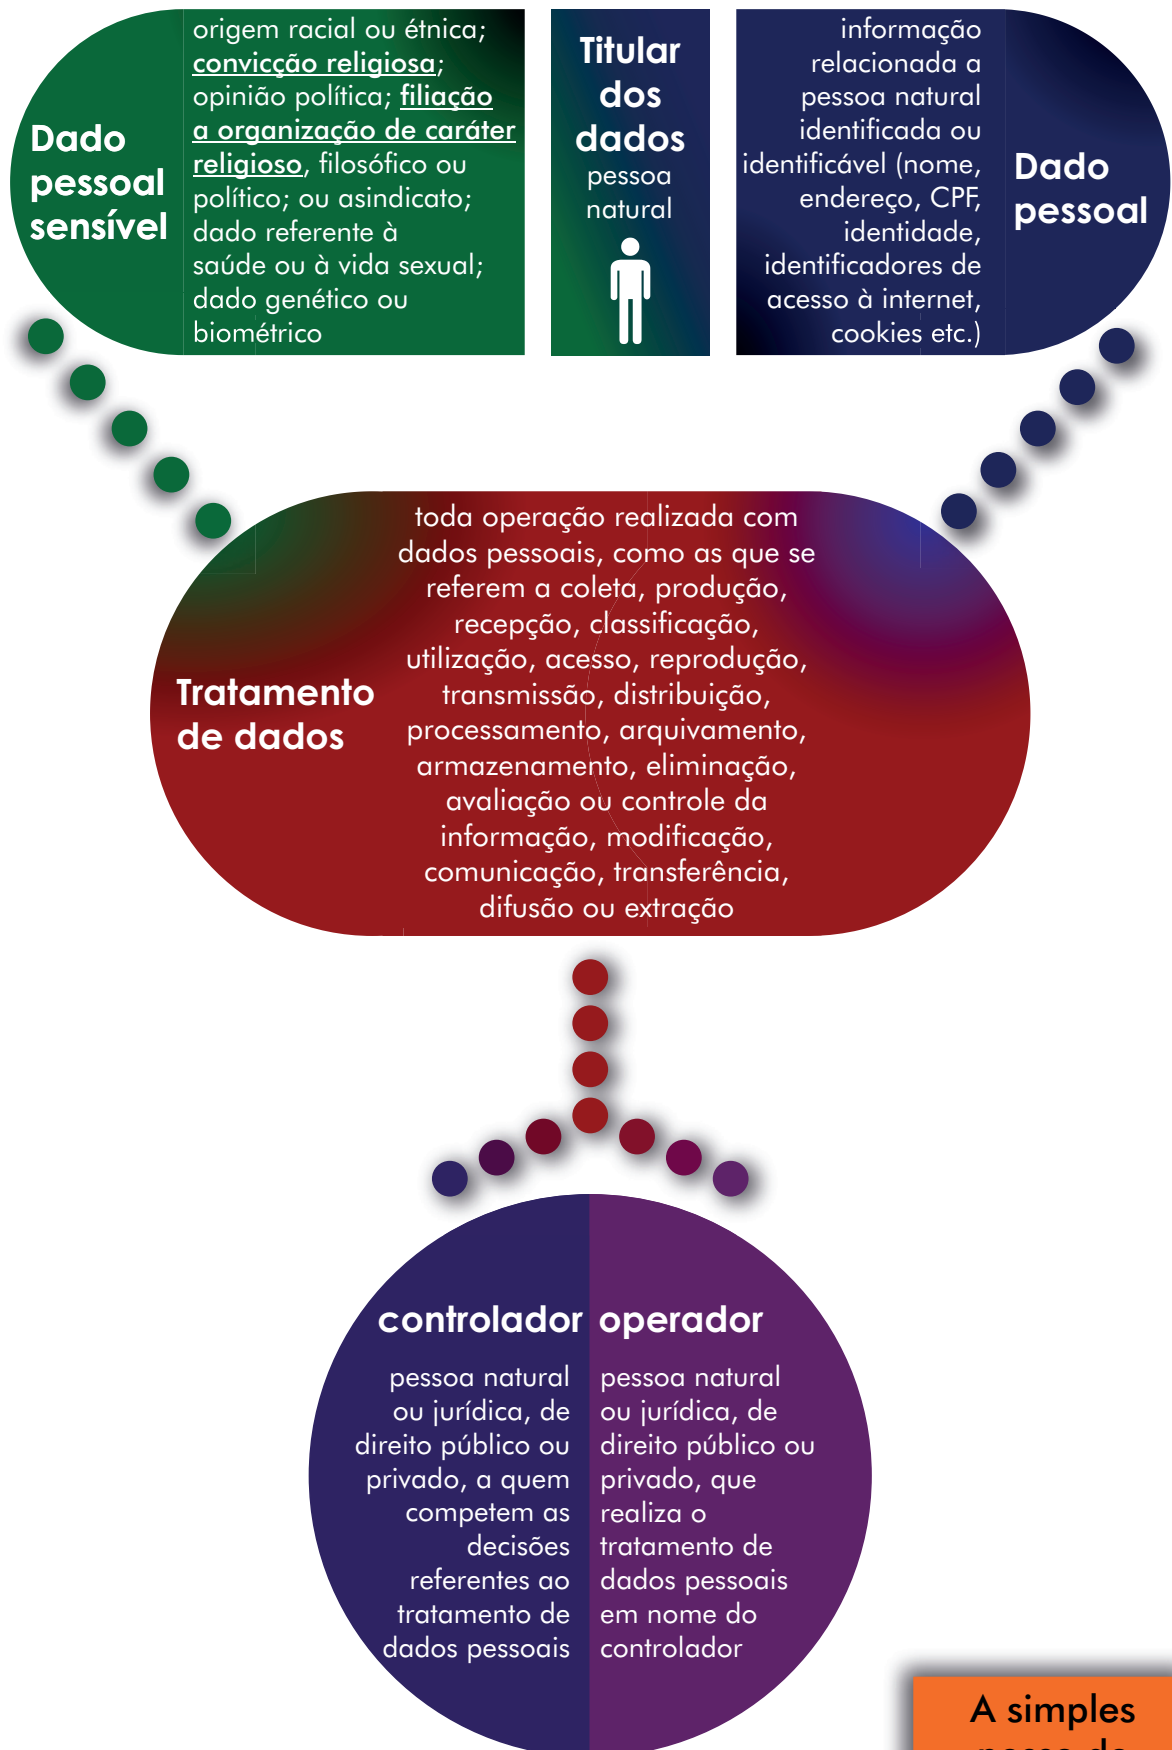 Dado
pessoal
sensível
origem racial ou étnica;
convicção religiosa;
opinião política; filiação
a organização de caráter
religioso, filosófico ou
político; ou asindicato;
dado referente à
saúde ou à vida sexual;
dado genético ou
biométrico
Titular
dos
dados
pessoa
natural
informação
relacionada a
pessoa natural
identificada ou
identificável (nome,
endereço, CPF,
identidade,
identificadores de
acesso à internet,
cookies etc.)
Dado
pessoal
Tratamento
de dados
toda operação realizada com
dados pessoais, como as que se
referem a coleta, produção,
recepção, classificação,
utilização, acesso, reprodução,
transmissão, distribuição,
processamento, arquivamento,
armazenamento, eliminação,
avaliação ou controle da
informação, modificação,
comunicação, transferência,
difusão ou extração
controlador
pessoa natural
ou jurídica, de
direito público ou
privado, a quem
competem as
decisões
referentes ao
tratamento de
dados pessoais
operador
pessoa natural
ou jurídica, de
direito público ou
privado, que
realiza o
tratamento de
dados pessoais
em nome do
controlador
A simples